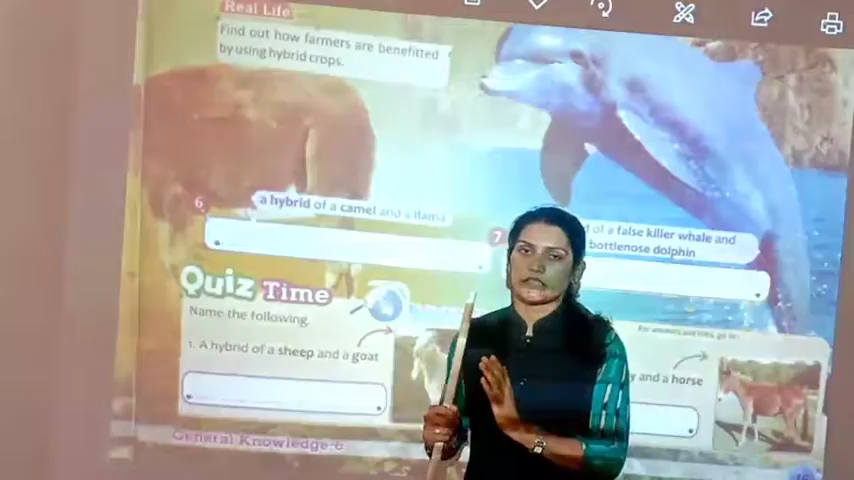 Real Life
Find out how farmers are benefitted
by using hybrid crops.
6 a hybrid of a camel and a llama
7 of a false killer whale and
bottlenose dolphin
Quiz Time
Name the following.
1. A hybrid of a sheep and a goat
and a horse
General Knowledge-6